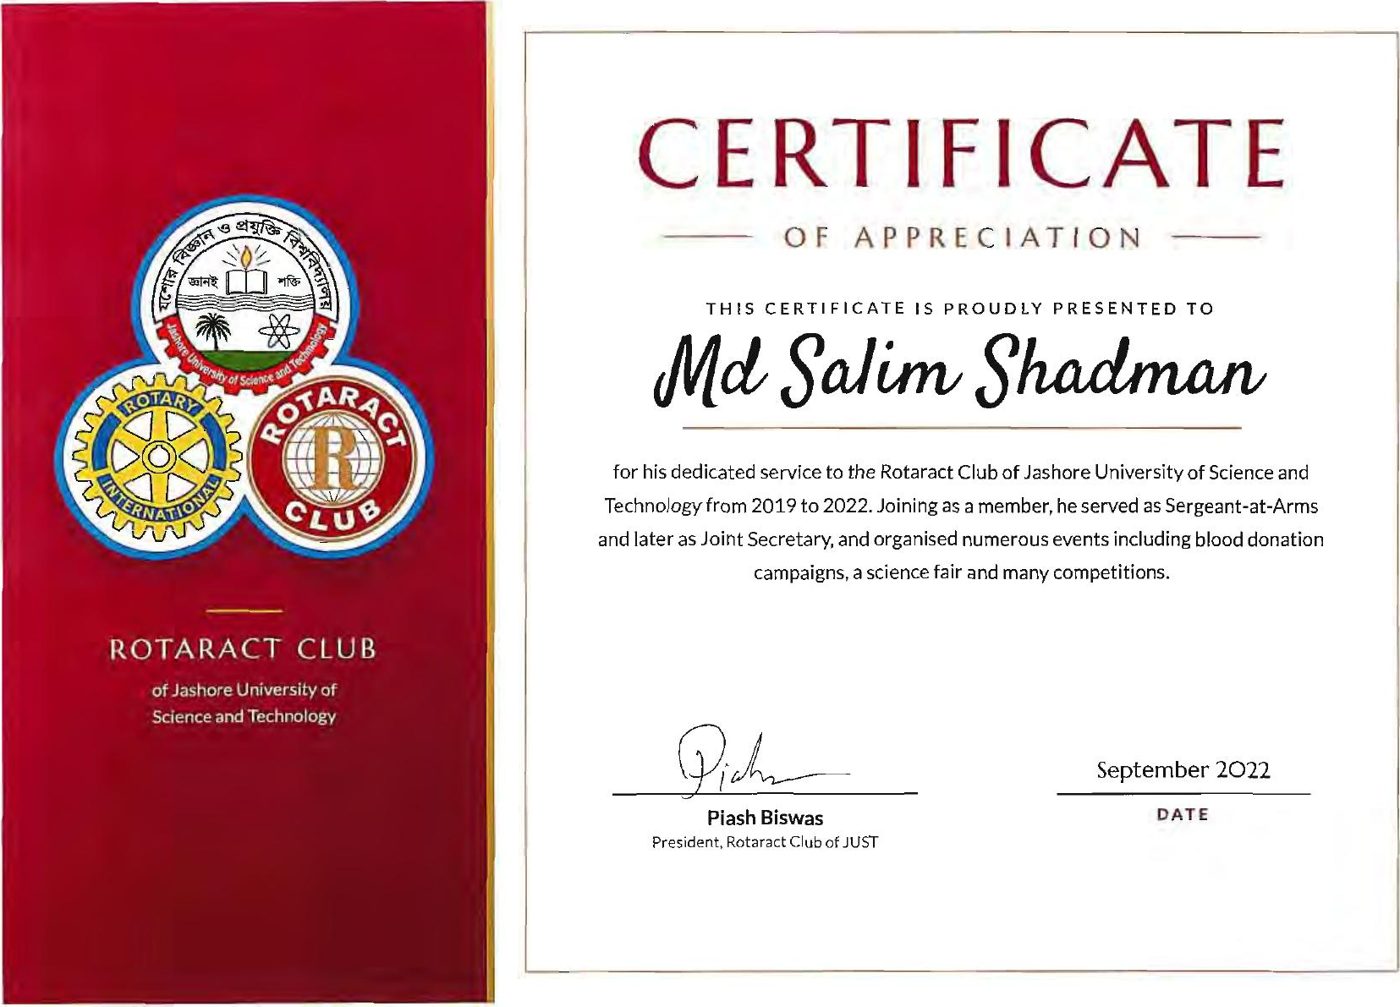 যশোর বিজ্ঞান ও প্রযুক্তি বিশ্ববিদ্যালয়
জ্ঞানই শক্তি
Jashore University of Science and Technology
ROTARY
INTERNATIONAL
ROTARACT
R
CLUB
ROTARACT CLUB
of Jashore University of
Science and Technology
CERTIFICATE
OF APPRECIATION
THIS CERTIFICATE IS PROUDLY PRESENTED TO
Md Salim Shadman
for his dedicated service to the Rotaract Club of Jashore University of Science and
Technology from 2019 to 2022. Joining as a member, he served as Sergeant-at-Arms
and later as Joint Secretary, and organised numerous events including blood donation
campaigns, a science fair and many competitions.
Piash
Piash Biswas
President, Rotaract Club of JUST
September 2022
DATE